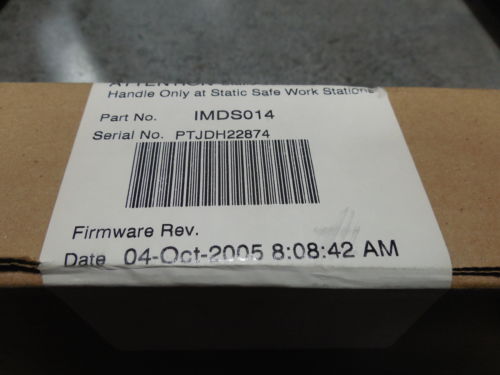 Handle Only at Static Safe Work Stations
Part No. IMDS014
Serial No. PTJDH22874
Firmware Rev.
Date 04-Oct-2005 8:08:42 AM